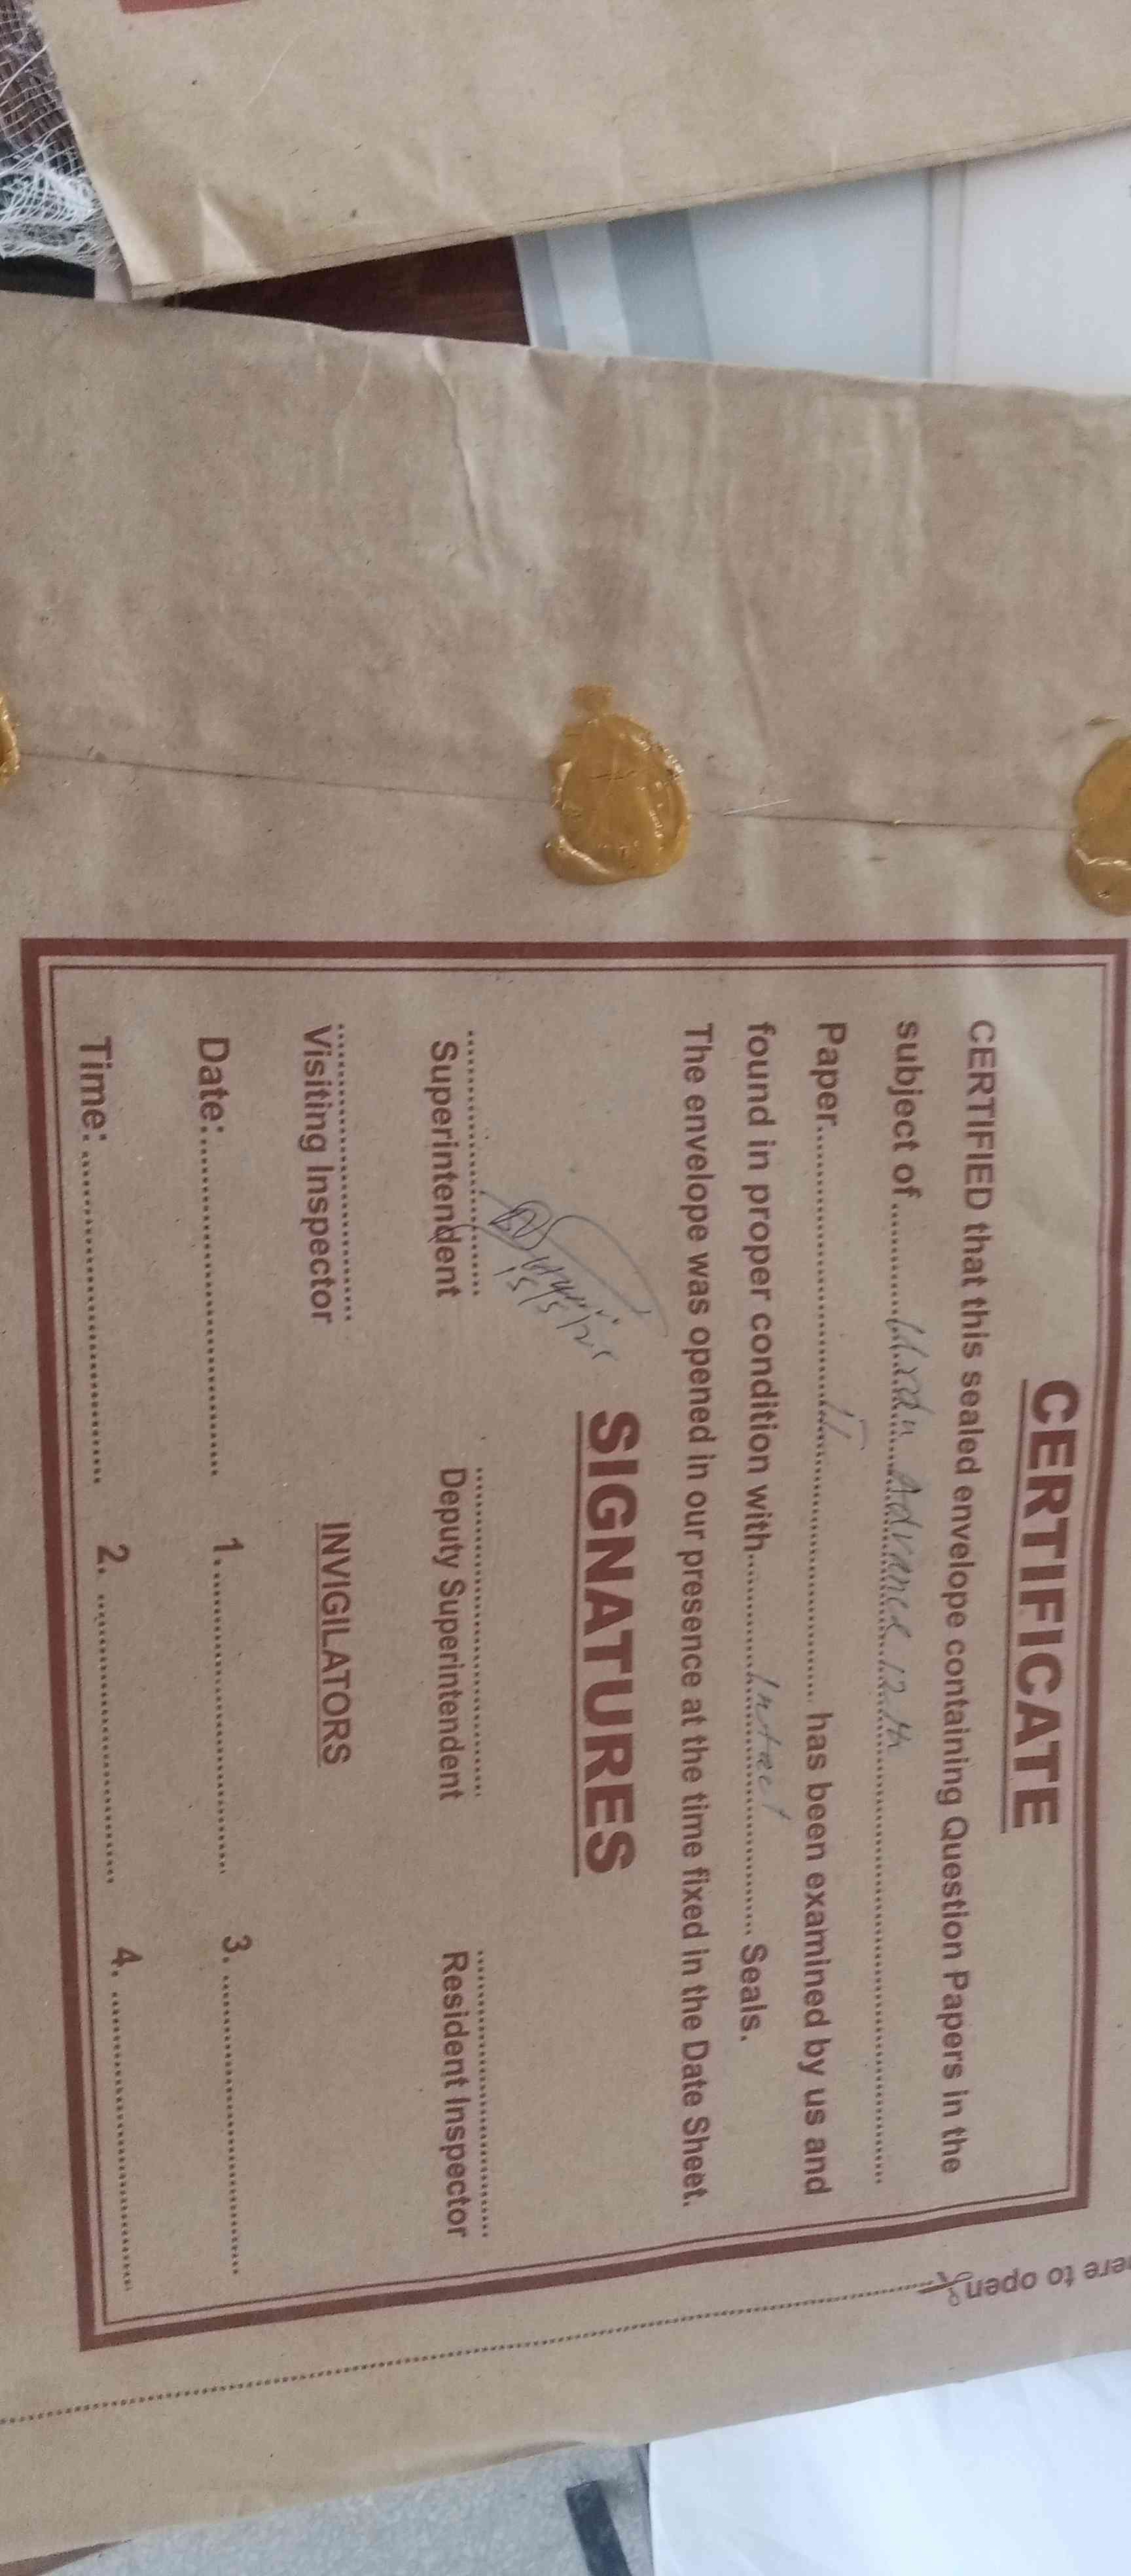 CERTIFICATE
CERTIFIED that this sealed envelope containing Question Papers in the
subject of.......... Urdu Advance 12th ..........
Paper.......... II .......... has been examined by us and
found in proper condition with.......... Intact .......... Seals.
The envelope was opened in our presence at the time fixed in the Date Sheet.
15/5/25
SIGNATURES
Superintendent Deputy Superintendent Resident Inspector
Visiting Inspector INVIGILATORS
Date:.......... 1. .......... 3. ..........
Time:.......... 2. .......... 4. ..........
ere to open